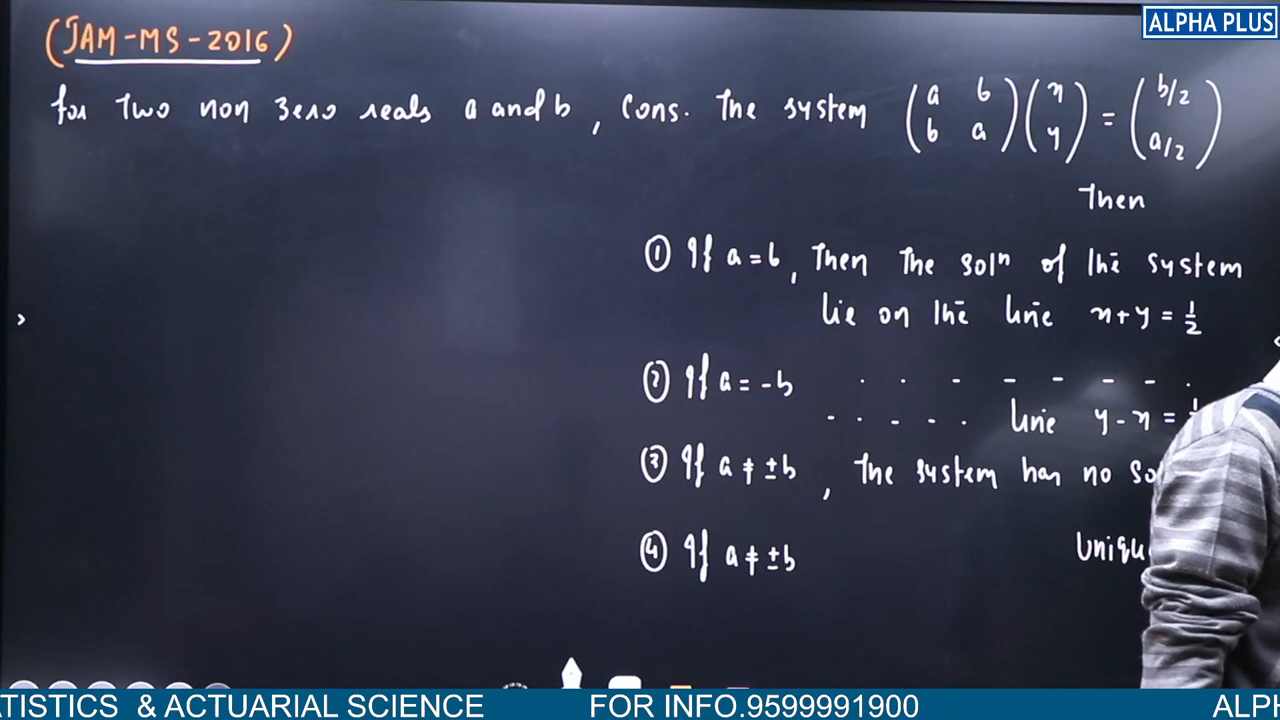 ALPHA PLUS
(JAM-MS-2016)
for Two non zero reals a and b, cons. The system (a b b a)(x y) = (b/2 a/2)
Then
① If a = b, Then The solⁿ of The system
lie on The line x+y = 1/2
② If a = -b . . - - - - - .
- . - . . line y-x =
③ If a ≠ ±b, The system has no
④ If a ≠ ±b
& ACTUARIAL SCIENCE FOR INFO.9599991900